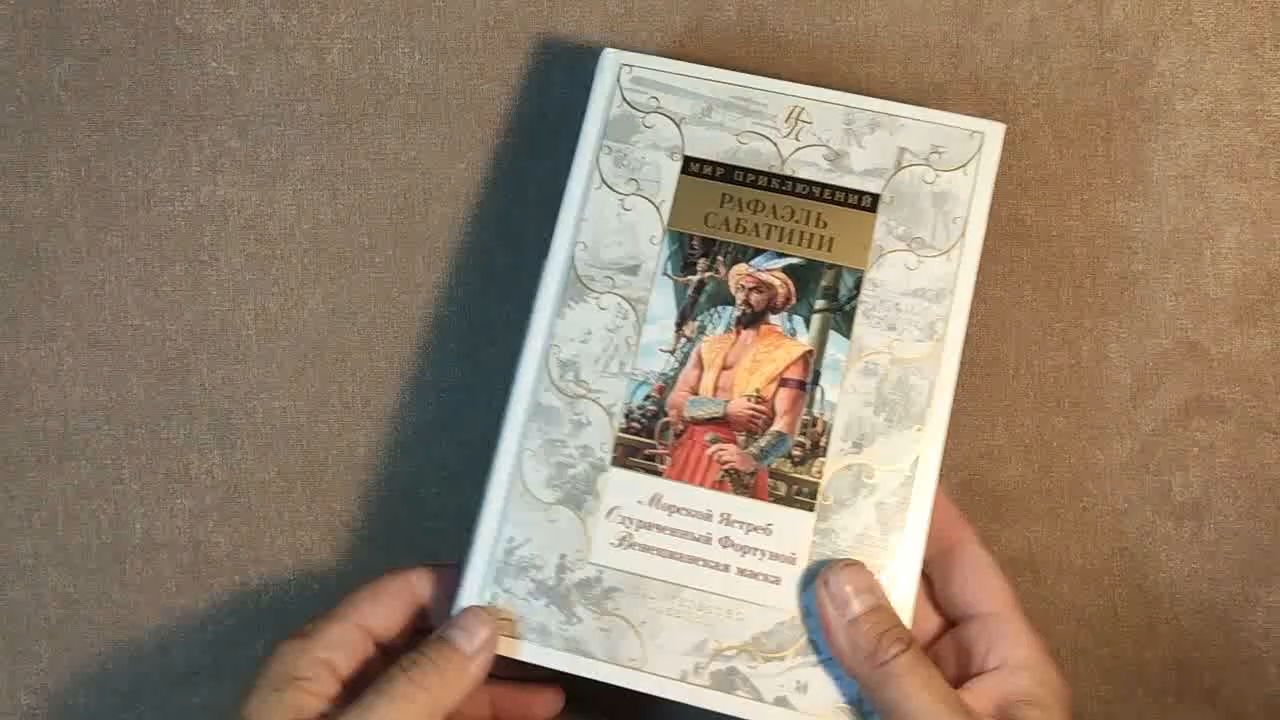 МИР ПРИКЛЮЧЕНИЙ
РАФАЭЛЬ
САБАТИНИ
Морской Ястреб
Одураченный Фортуной
Венецианская маска